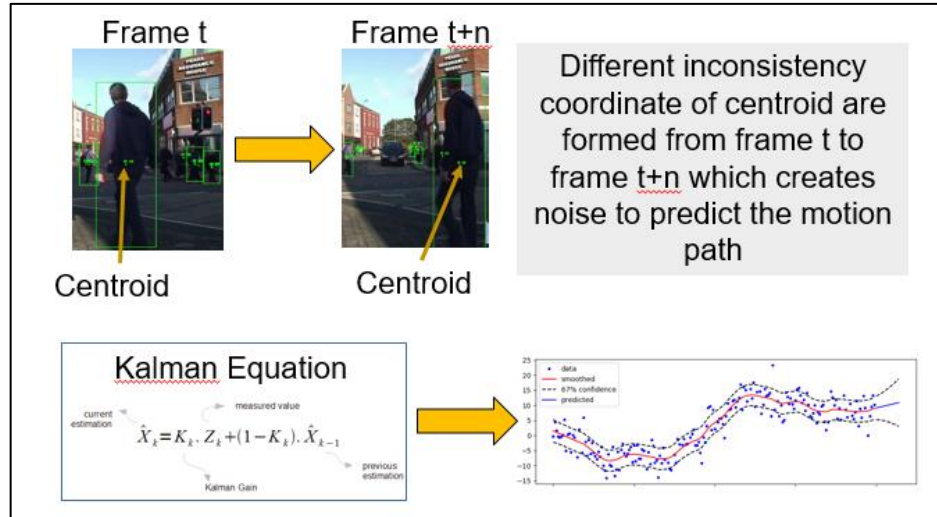 Frame t
Frame t+n
Centroid
Centroid
Different inconsistency
coordinate of centroid are
formed from frame t to
frame t+n which creates
noise to predict the motion
path
Kalman Equation
current
estimation
measured value
X̂ₖ=Kₖ. Zₖ+(1−Kₖ). X̂ₖ₋₁
previous
estimation
Kalman Gain
data
smoothed
67% confidence
predicted
25
20
15
10
5
0
-5
-10
-15